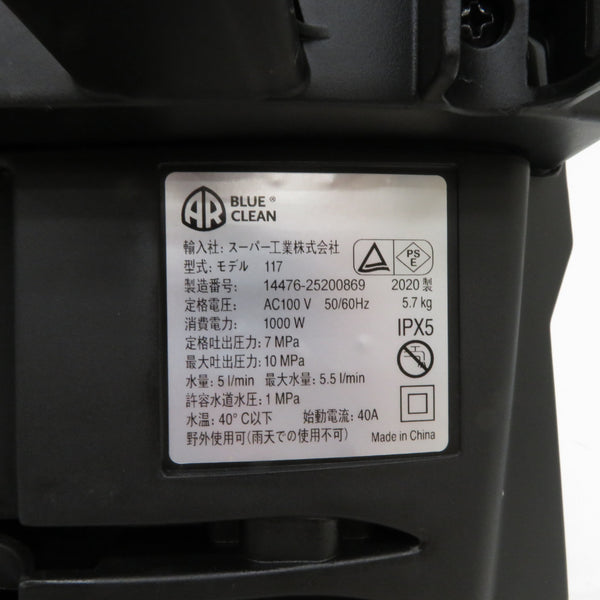 AR BLUE ®
CLEAN
輸入社: スーパー工業株式会社
型式: モデル 117
PS
E
製造番号: 14476-25200869 2020 製
定格電圧: AC100 V 50/60Hz 5.7 kg
消費電力: 1000 W IPX5
定格吐出圧力: 7 MPa
最大吐出圧力: 10 MPa
水量: 5 l/min 最大水量: 5.5 l/min
許容水道水圧: 1 MPa
水温: 40° C以下 始動電流: 40A
野外使用可(雨天での使用不可) Made in China